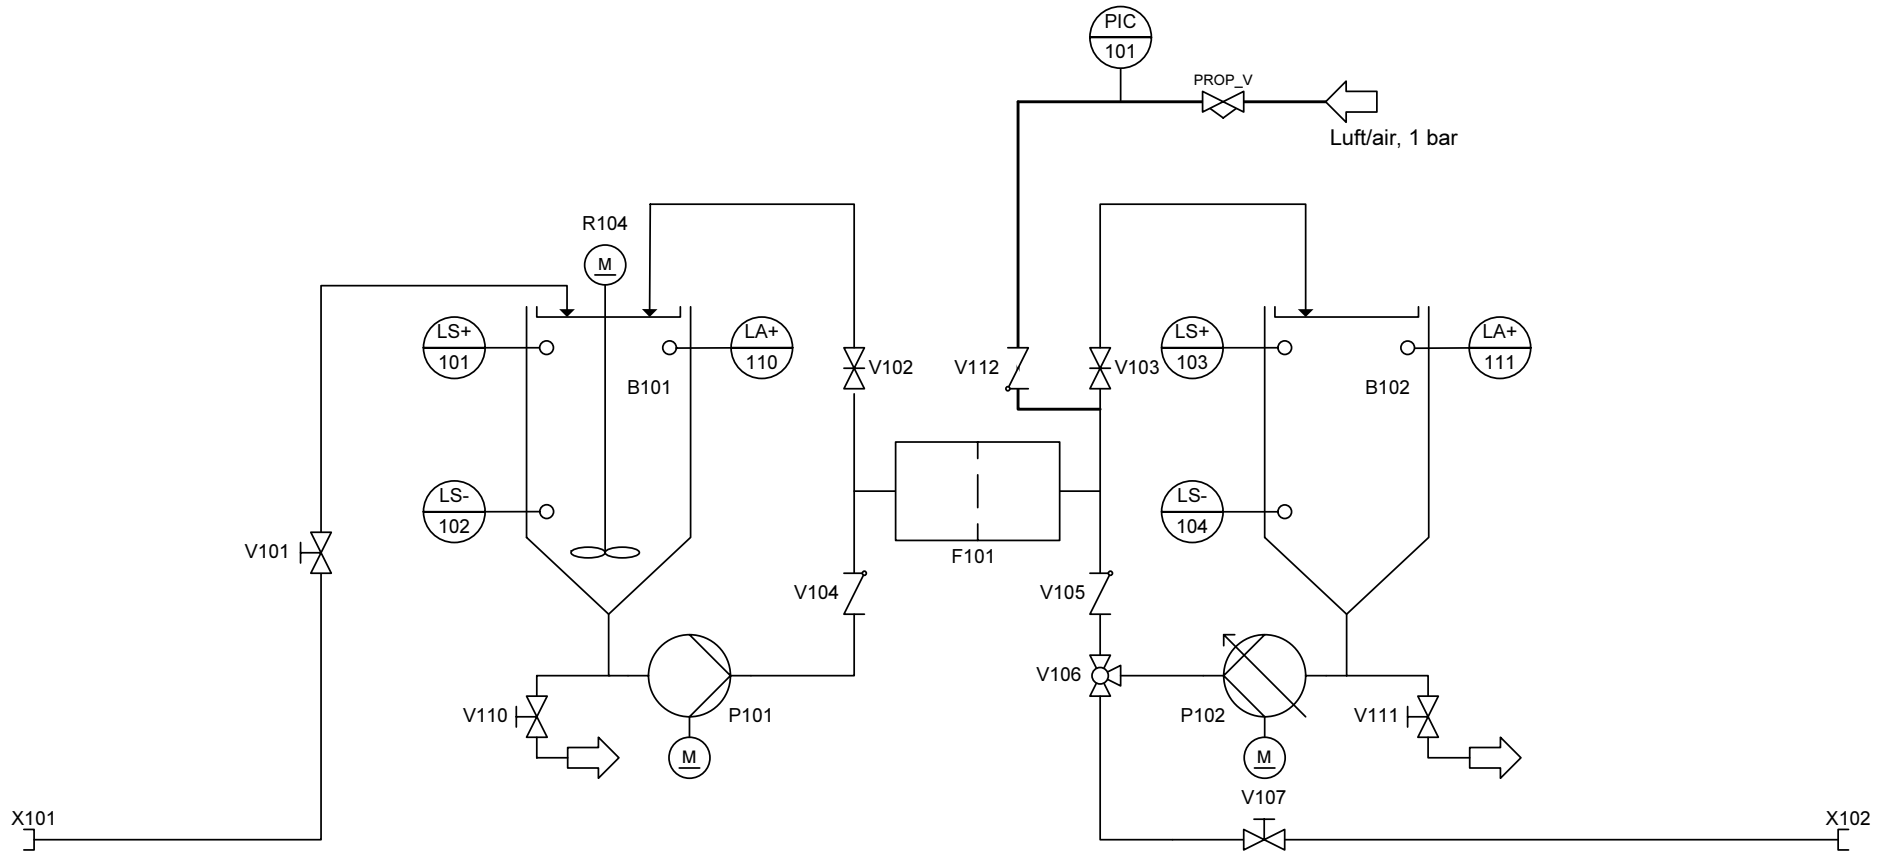 PIC
101
PROP_V
Luft/air, 1 bar
R104
M
LS+
101
LA+
110
B101
V102
V112
V103
LS+
103
LA+
111
B102
LS-
102
LS-
104
V101
F101
V104
V105
V106
V110
P101
P102
V111
M
M
V107
X101
X102